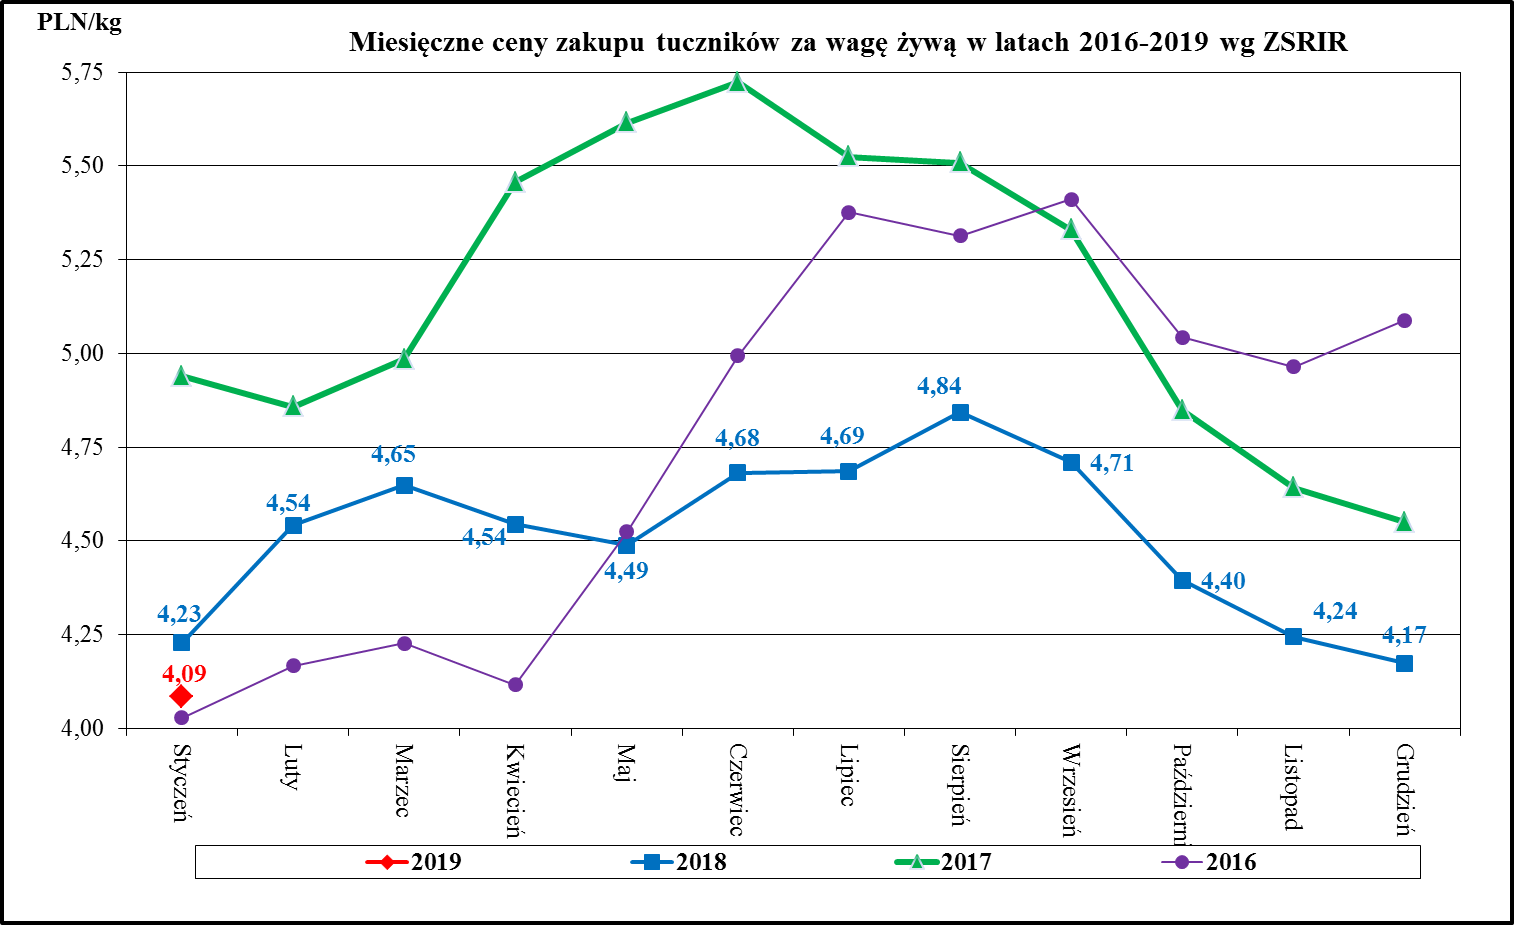 PLN/kg
Miesięczne ceny zakupu tuczników za wagę żywą w latach 2016-2019 wg ZSRIR
5,75
5,50
5,25
5,00
4,75
4,50
4,25
4,00
4,23
4,54
4,65
4,54
4,49
4,68
4,69
4,84
4,71
4,40
4,24
4,17
4,09
Styczeń
Luty
Marzec
Kwiecień
Maj
Czerwiec
Lipiec
Sierpień
Wrzesień
Październi
Listopad
Grudzień
2019
2018
2017
2016